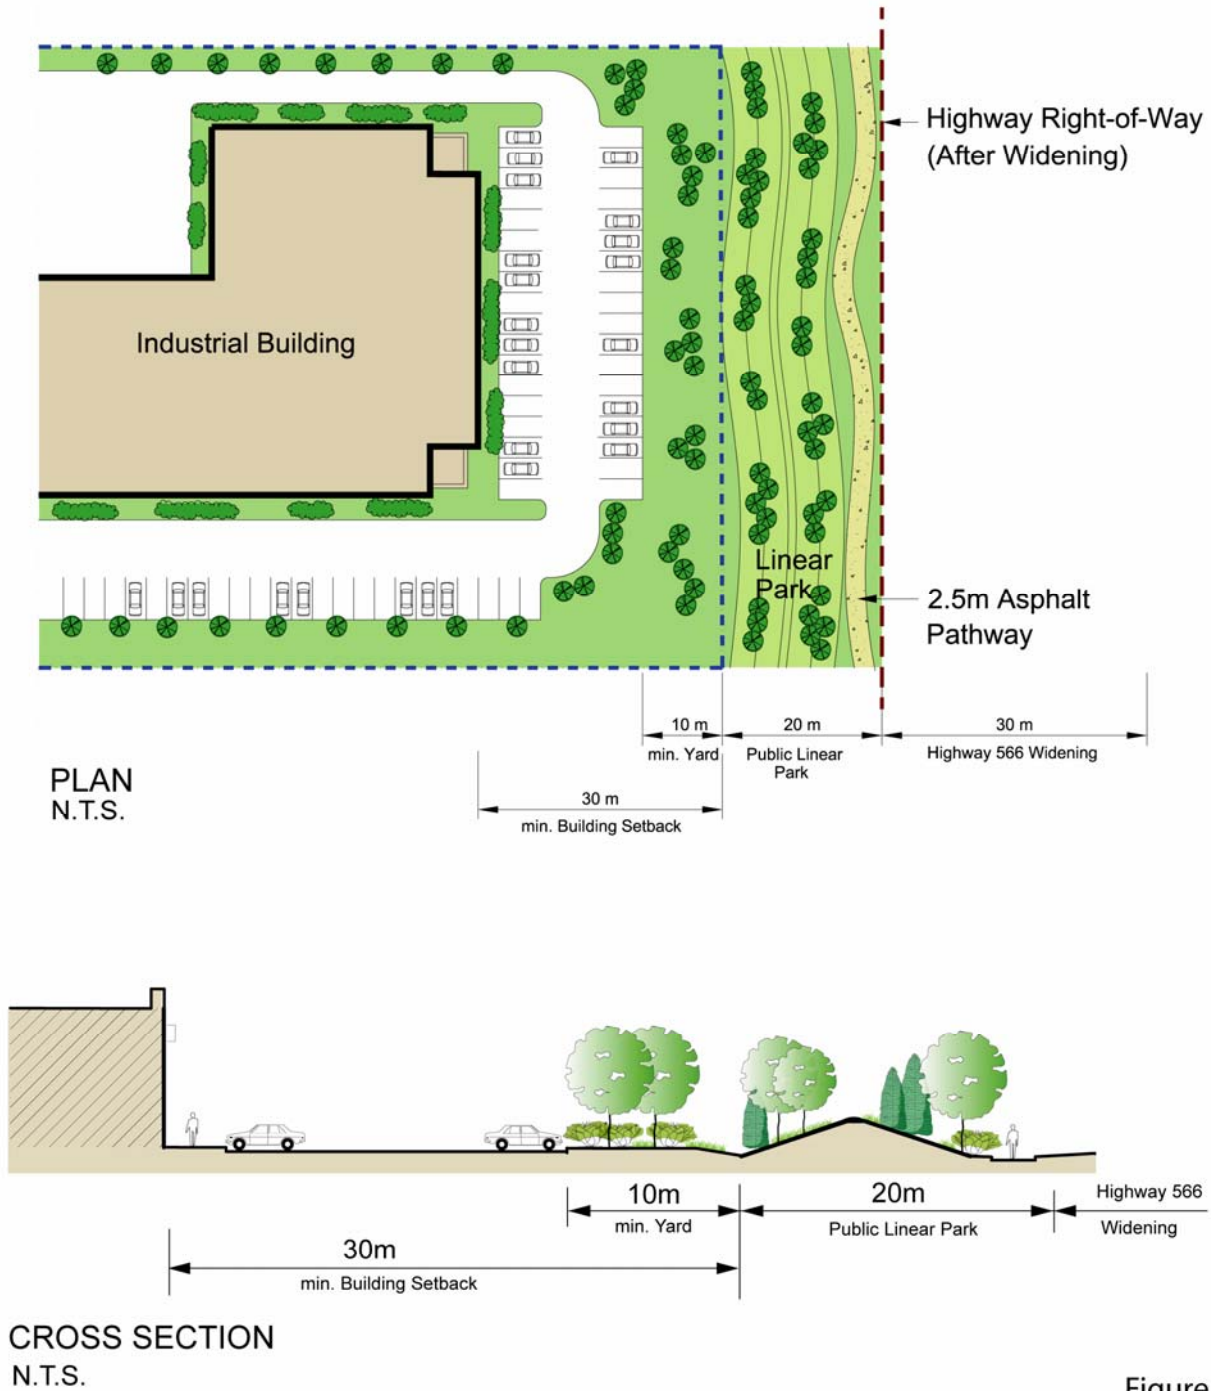 Highway Right-of-Way
(After Widening)
Industrial Building
Linear
Park
2.5m Asphalt
Pathway
10 m
20 m
30 m
min. Yard
Public Linear
Park
Highway 566 Widening
PLAN
N.T.S.
30 m
min. Building Setback
10m
20m
Highway 566
min. Yard
Public Linear Park
Widening
30m
min. Building Setback
CROSS SECTION
N.T.S.
Figure